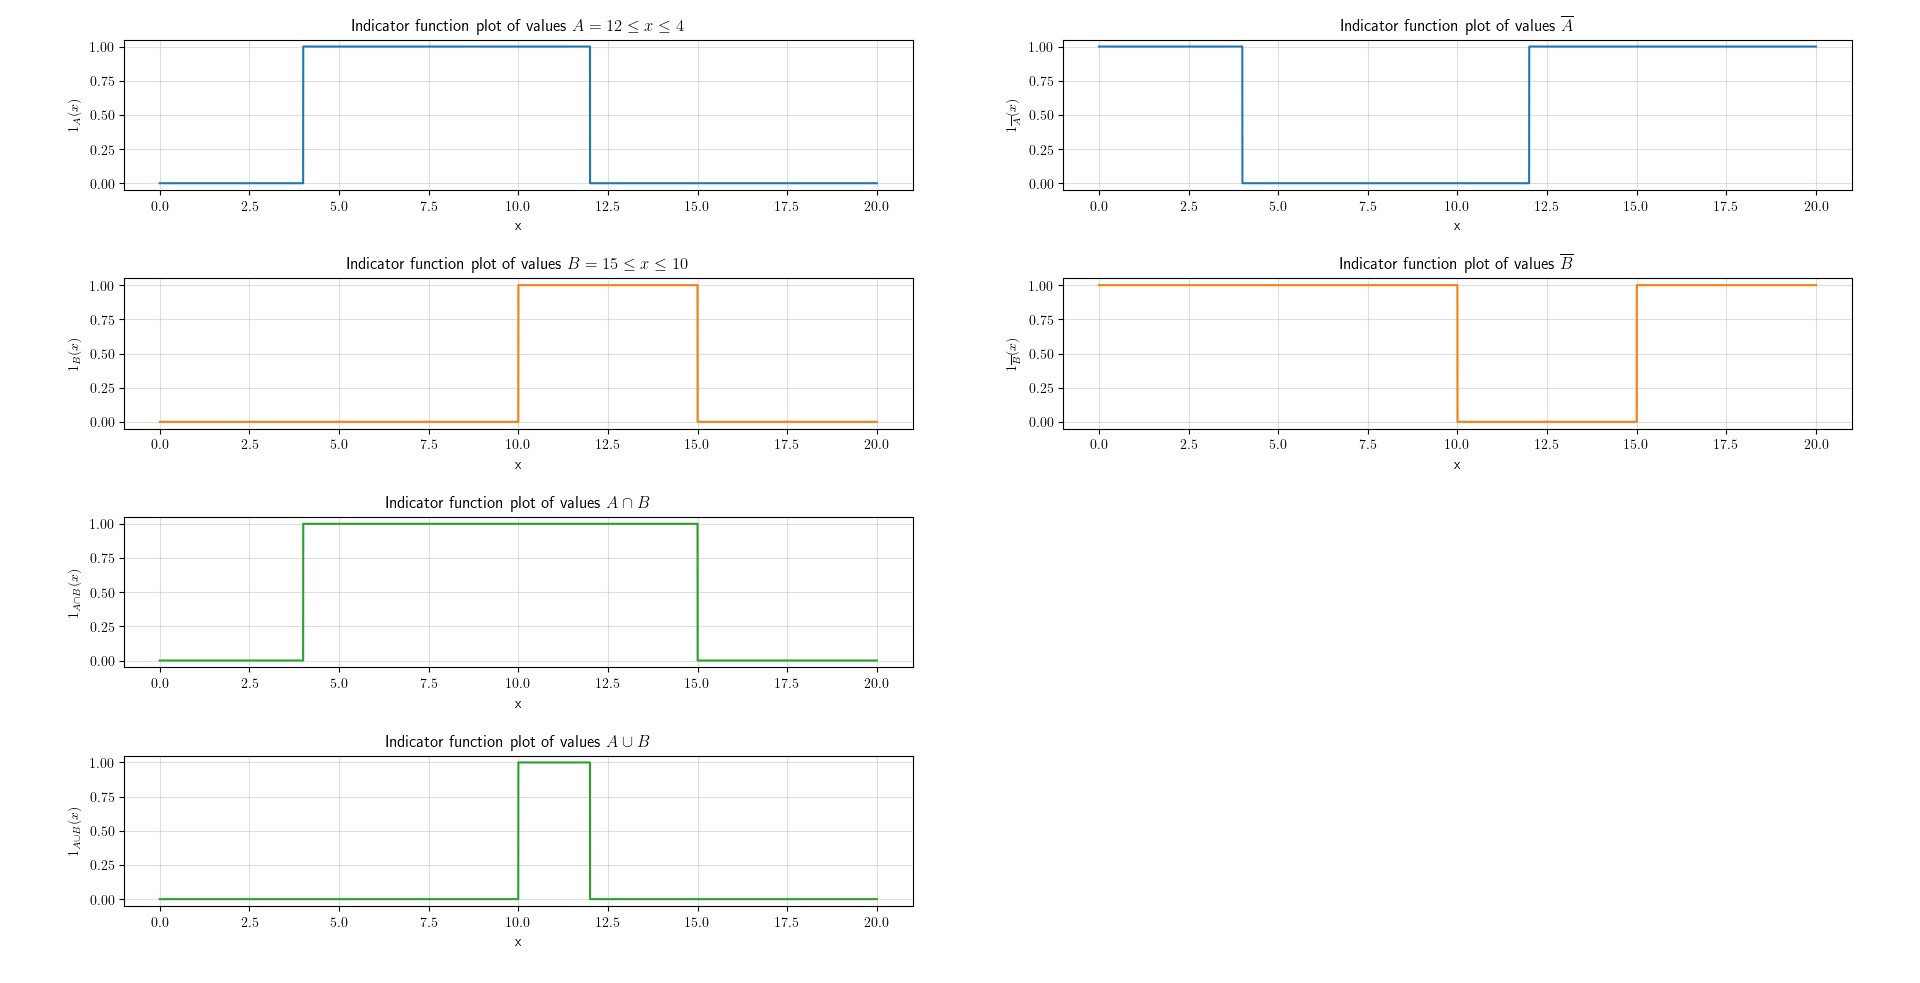 Indicator function plot of values A = 12 ≤ x ≤ 4
1_A(x)
1.00
0.75
0.50
0.25
0.00
0.0 2.5 5.0 7.5 10.0 12.5 15.0 17.5 20.0
x
Indicator function plot of values A̅
1_A̅(x)
1.00
0.75
0.50
0.25
0.00
0.0 2.5 5.0 7.5 10.0 12.5 15.0 17.5 20.0
x
Indicator function plot of values B = 15 ≤ x ≤ 10
1_B(x)
1.00
0.75
0.50
0.25
0.00
0.0 2.5 5.0 7.5 10.0 12.5 15.0 17.5 20.0
x
Indicator function plot of values B̅
1_B̅(x)
1.00
0.75
0.50
0.25
0.00
0.0 2.5 5.0 7.5 10.0 12.5 15.0 17.5 20.0
x
Indicator function plot of values A ∩ B
1_A∩B(x)
1.00
0.75
0.50
0.25
0.00
0.0 2.5 5.0 7.5 10.0 12.5 15.0 17.5 20.0
x
Indicator function plot of values A ∪ B
1_A∪B(x)
1.00
0.75
0.50
0.25
0.00
0.0 2.5 5.0 7.5 10.0 12.5 15.0 17.5 20.0
x